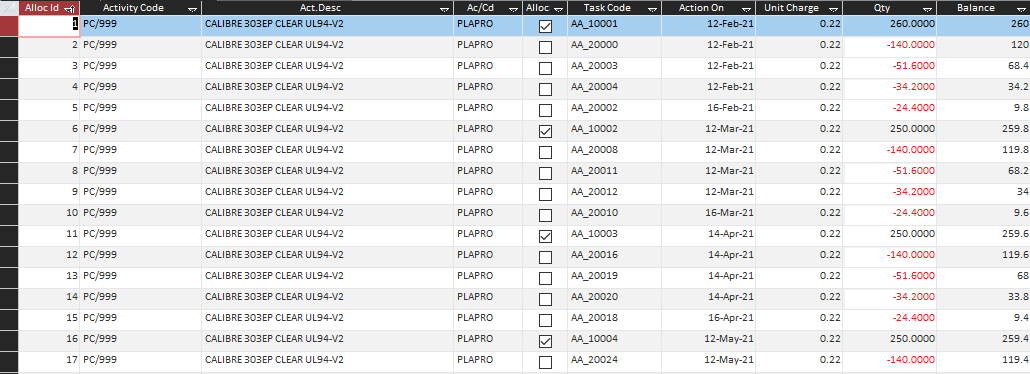 Alloc Id Activity Code Act.Desc Ac/Cd Alloc Task Code Action On Unit Charge Qty Balance
1 PC/999 CALIBRE 303EP CLEAR UL94-V2 PLAPRO AA_10001 12-Feb-21 0.22 260.0000 260
2 PC/999 CALIBRE 303EP CLEAR UL94-V2 PLAPRO AA_20000 12-Feb-21 0.22 -140.0000 120
3 PC/999 CALIBRE 303EP CLEAR UL94-V2 PLAPRO AA_20003 12-Feb-21 0.22 -51.6000 68.4
4 PC/999 CALIBRE 303EP CLEAR UL94-V2 PLAPRO AA_20004 12-Feb-21 0.22 -34.2000 34.2
5 PC/999 CALIBRE 303EP CLEAR UL94-V2 PLAPRO AA_20002 16-Feb-21 0.22 -24.4000 9.8
6 PC/999 CALIBRE 303EP CLEAR UL94-V2 PLAPRO AA_10002 12-Mar-21 0.22 250.0000 259.8
7 PC/999 CALIBRE 303EP CLEAR UL94-V2 PLAPRO AA_20008 12-Mar-21 0.22 -140.0000 119.8
8 PC/999 CALIBRE 303EP CLEAR UL94-V2 PLAPRO AA_20011 12-Mar-21 0.22 -51.6000 68.2
9 PC/999 CALIBRE 303EP CLEAR UL94-V2 PLAPRO AA_20012 12-Mar-21 0.22 -34.2000 34
10 PC/999 CALIBRE 303EP CLEAR UL94-V2 PLAPRO AA_20010 16-Mar-21 0.22 -24.4000 9.6
11 PC/999 CALIBRE 303EP CLEAR UL94-V2 PLAPRO AA_10003 14-Apr-21 0.22 250.0000 259.6
12 PC/999 CALIBRE 303EP CLEAR UL94-V2 PLAPRO AA_20016 14-Apr-21 0.22 -140.0000 119.6
13 PC/999 CALIBRE 303EP CLEAR UL94-V2 PLAPRO AA_20019 14-Apr-21 0.22 -51.6000 68
14 PC/999 CALIBRE 303EP CLEAR UL94-V2 PLAPRO AA_20020 14-Apr-21 0.22 -34.2000 33.8
15 PC/999 CALIBRE 303EP CLEAR UL94-V2 PLAPRO AA_20018 16-Apr-21 0.22 -24.4000 9.4
16 PC/999 CALIBRE 303EP CLEAR UL94-V2 PLAPRO AA_10004 12-May-21 0.22 250.0000 259.4
17 PC/999 CALIBRE 303EP CLEAR UL94-V2 PLAPRO AA_20024 12-May-21 0.22 -140.0000 119.4